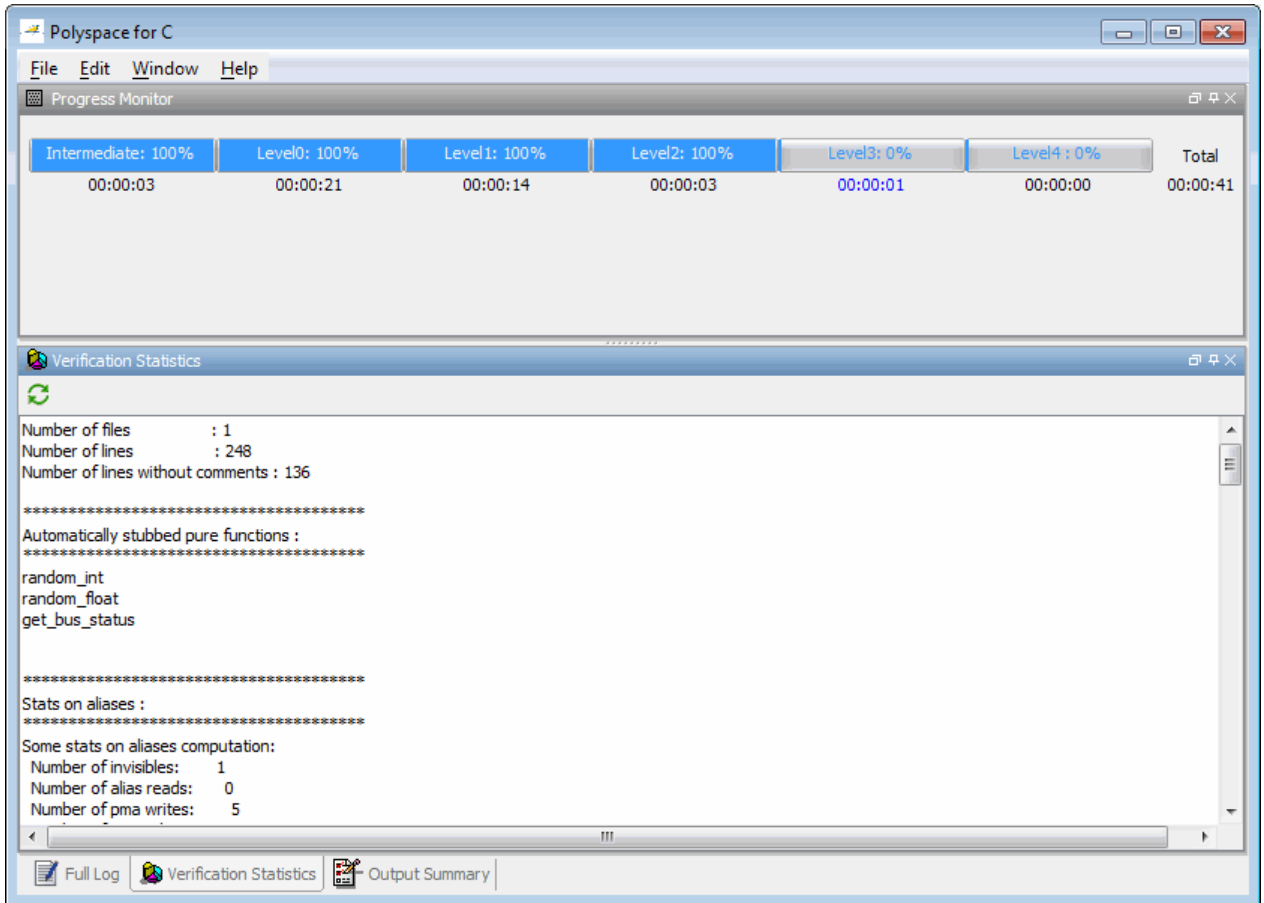 Polyspace for C
File Edit Window Help
Progress Monitor
Intermediate: 100% Level0: 100% Level1: 100% Level2: 100% Level3: 0% Level4 : 0% Total
00:00:03 00:00:21 00:00:14 00:00:03 00:00:01 00:00:00 00:00:41
Verification Statistics
Number of files : 1
Number of lines : 248
Number of lines without comments : 136
**************************************
Automatically stubbed pure functions :
**************************************
random_int
random_float
get_bus_status
**************************************
Stats on aliases :
**************************************
Some stats on aliases computation:
Number of invisibles: 1
Number of alias reads: 0
Number of pma writes: 5
Full Log Verification Statistics Output Summary